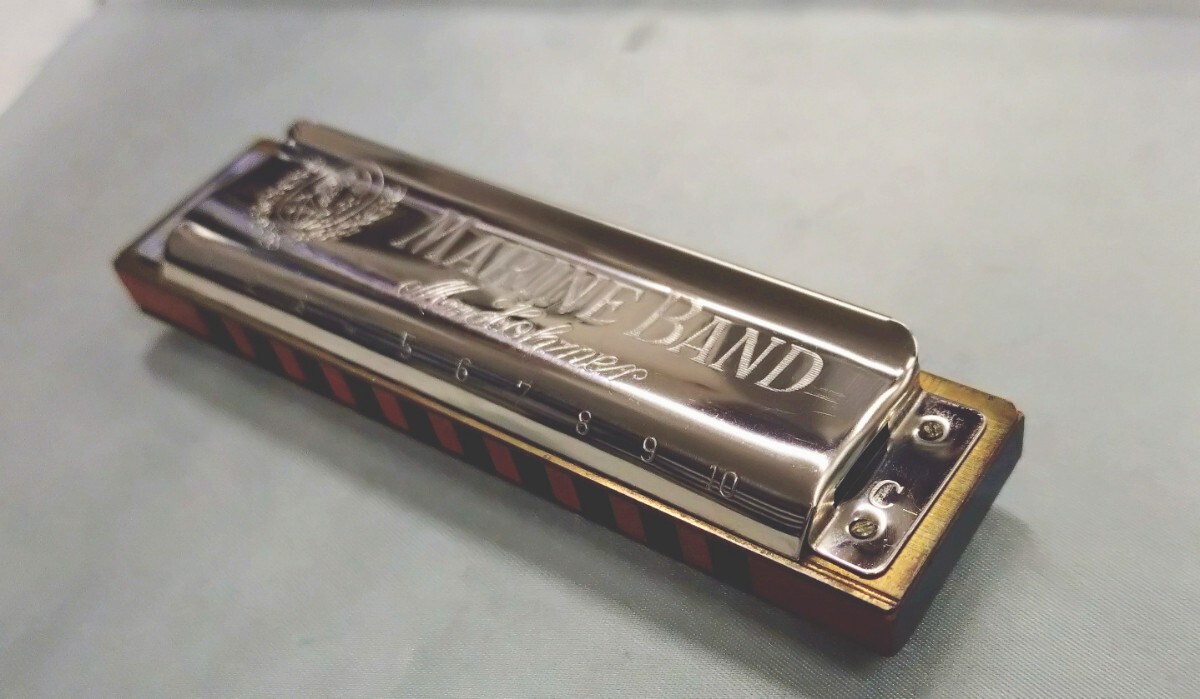 MARINE BAND
M. Hohner
5 6 7 8 9 10
C